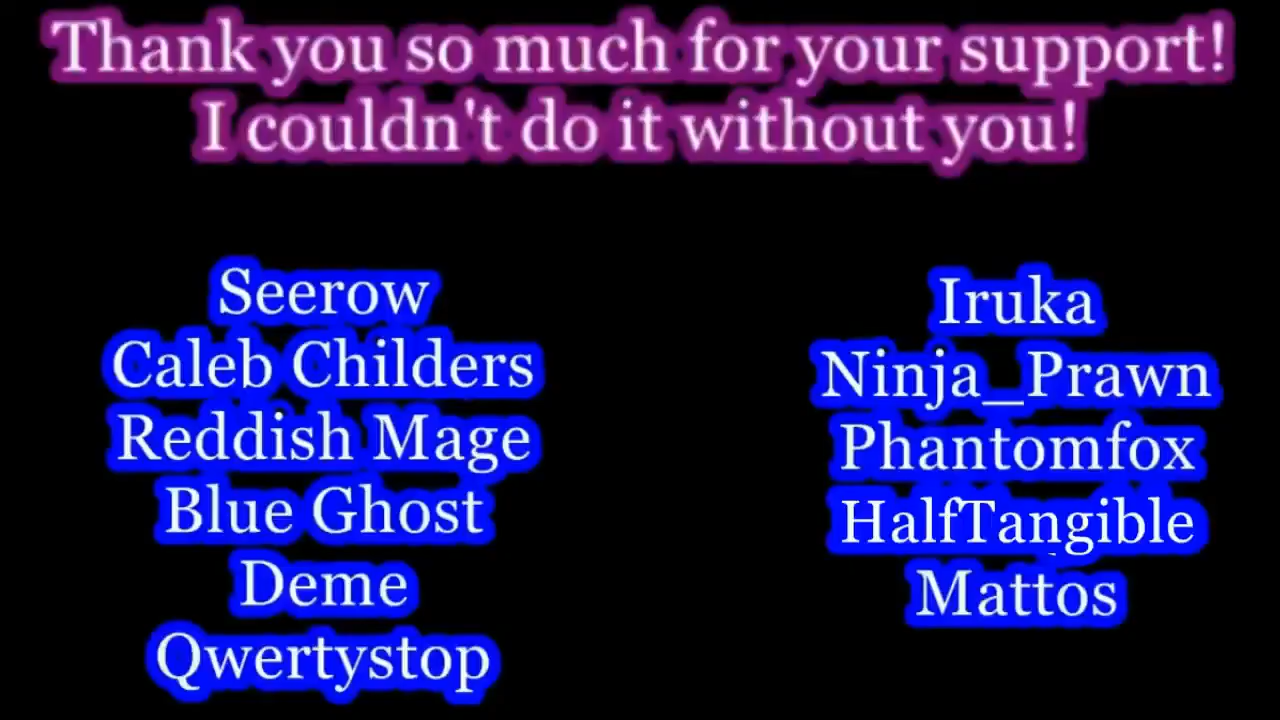 Thank you so much for your support!
I couldn't do it without you!
Seerow
Caleb Childers
Reddish Mage
Blue Ghost
Deme
Qwertystop
Iruka
Ninja_Prawn
Phantomfox
HalfTangible
Mattos